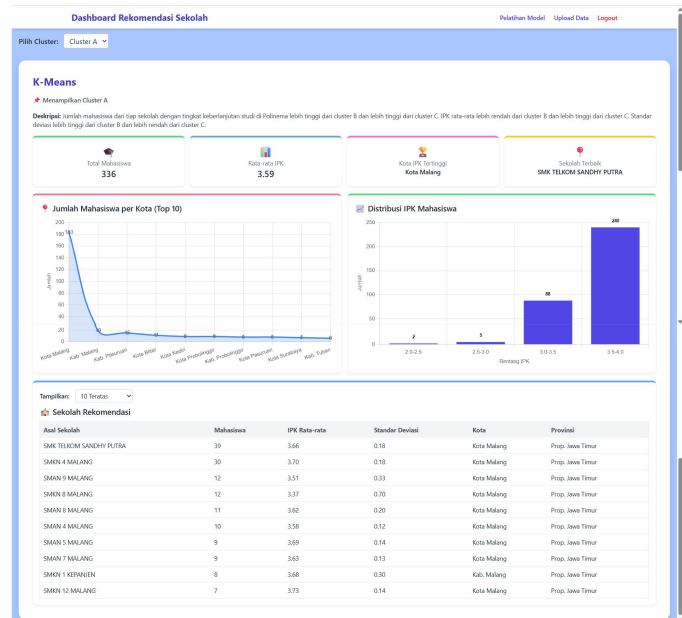 Dashboard Rekomendasi Sekolah
Pelatihan Model Upload Data Logout
Pilih Cluster: Cluster A
K-Means
Menampilkan Cluster A
Deskripsi: Jumlah mahasiswa dari tiap sekolah dengan tingkat keberlanjutan studi di Polinema lebih tinggi dari cluster B dan lebih tinggi dari cluster C. IPK rata-rata lebih rendah dari cluster B dan lebih tinggi dari cluster C. Standar
deviasi lebih tinggi dari cluster B dan lebih rendah dari cluster C.
Total Mahasiswa
336
Rata-rata IPK
3.59
Kota IPK Tertinggi
Kota Malang
Sekolah Terbaik
SMK TELKOM SANDHY PUTRA
Jumlah Mahasiswa per Kota (Top 10)
Jumlah
200
180
160
140
120
100
80
60
40
20
0
183
Kota Malang
Kab. Malang
Kab. Pasuruan
Kota Blitar
Kota Kediri
Kota Probolinggo
Kab. Probolinggo
Kota Pasuruan
Kota Surabaya
Kab. Tuban
Distribusi IPK Mahasiswa
Jumlah
250
200
150
100
50
0
2
5
88
240
2.0-2.5 2.5-3.0 3.0-3.5 3.5-4.0
Rentang IPK
Tampilkan: 10 Teratas
Sekolah Rekomendasi
Asal Sekolah Mahasiswa IPK Rata-rata Standar Deviasi Kota Provinsi
SMK TELKOM SANDHY PUTRA 39 3.66 0.18 Kota Malang Prop. Jawa Timur
SMKN 4 MALANG 30 3.70 0.18 Kota Malang Prop. Jawa Timur
SMAN 9 MALANG 12 3.51 0.33 Kota Malang Prop. Jawa Timur
SMKN 8 MALANG 12 3.37 0.70 Kota Malang Prop. Jawa Timur
SMAN 8 MALANG 11 3.62 0.20 Kota Malang Prop. Jawa Timur
SMAN 4 MALANG 10 3.58 0.12 Kota Malang Prop. Jawa Timur
SMAN 5 MALANG 9 3.69 0.14 Kota Malang Prop. Jawa Timur
SMAN 7 MALANG 9 3.63 0.13 Kota Malang Prop. Jawa Timur
SMKN 1 KEPANJEN 8 3.68 0.30 Kab. Malang Prop. Jawa Timur
SMKN 12 MALANG 7 3.73 0.14 Kota Malang Prop. Jawa Timur